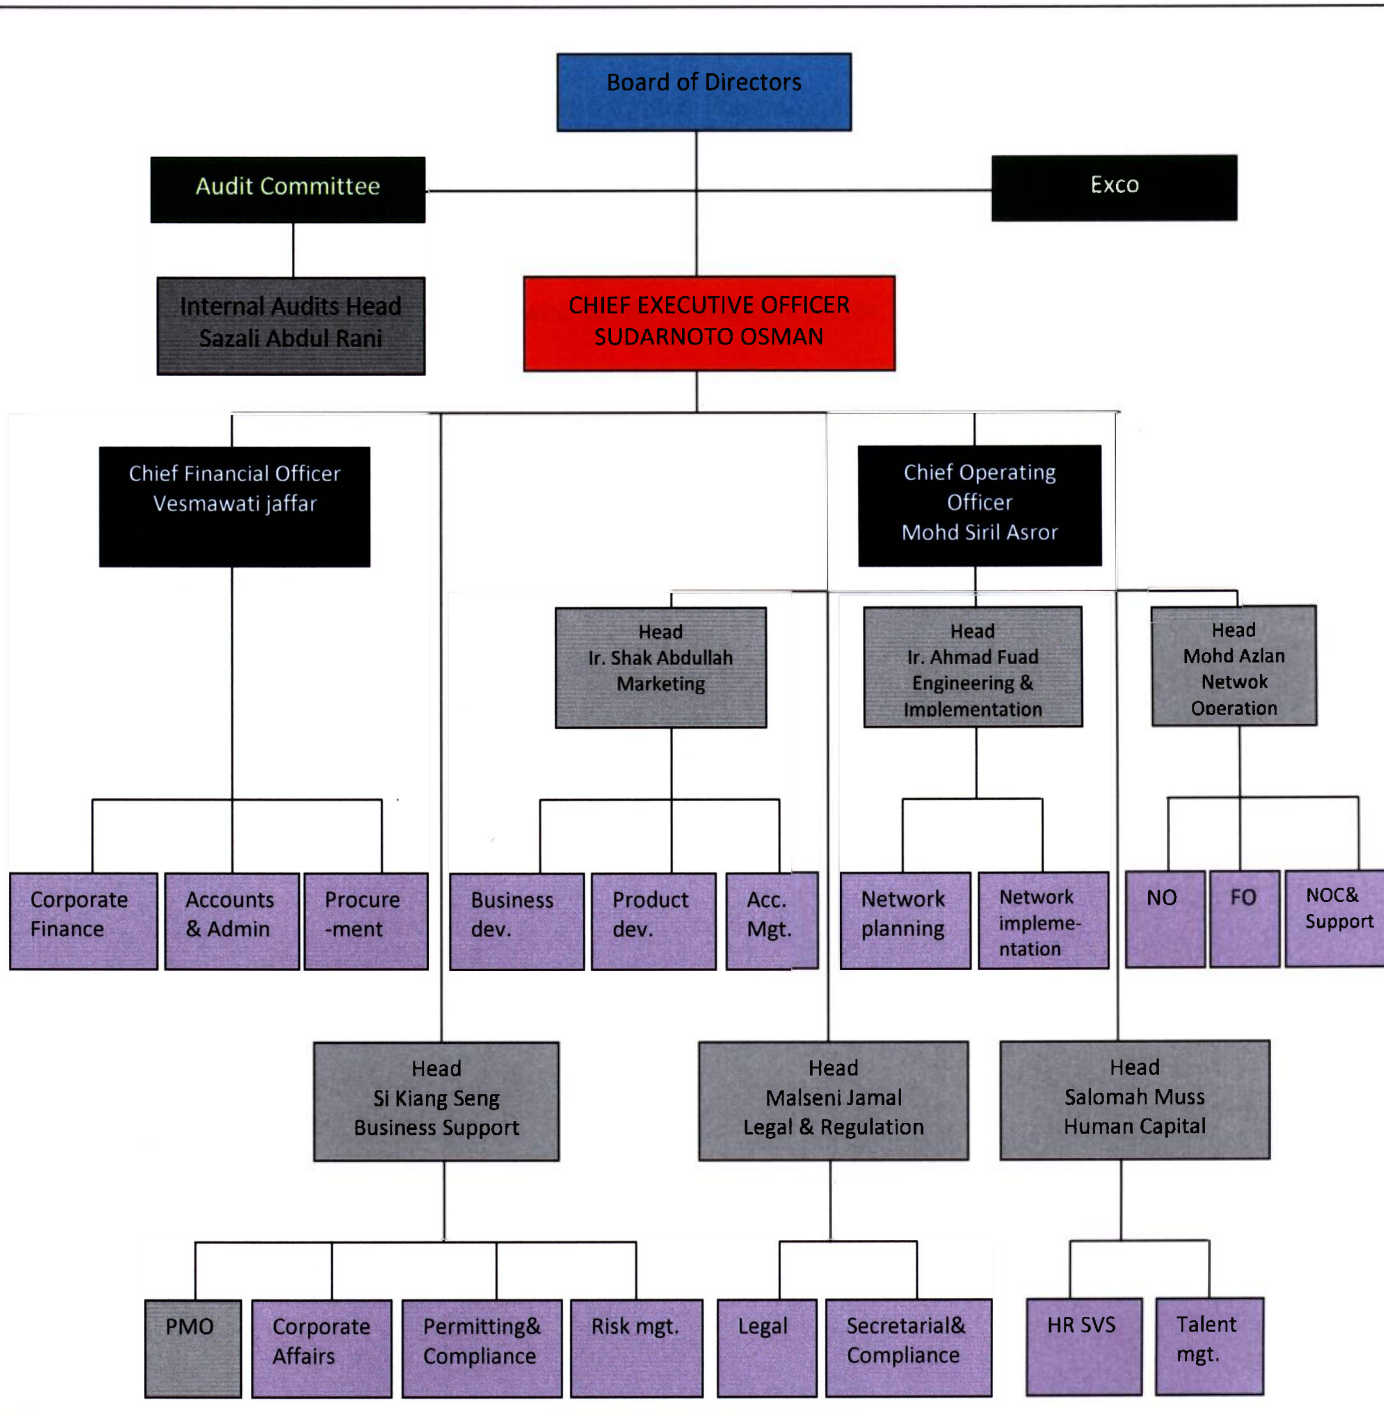 Board of Directors
Audit Committee
Exco
Internal Audits Head
Sazali Abdul Rani
CHIEF EXECUTIVE OFFICER
SUDARNOTO OSMAN
Chief Financial Officer
Vesmawati jaffar
Chief Operating
Officer
Mohd Siril Asror
Head
Ir. Shak Abdullah
Marketing
Head
Ir. Ahmad Fuad
Engineering &
Implementation
Head
Mohd Azlan
Netwok
Operation
Corporate
Finance
Accounts
& Admin
Procure
-ment
Business
dev.
Product
dev.
Acc.
Mgt.
Network
planning
Network
impleme-
ntation
NO
FO
NOC&
Support
Head
Si Kiang Seng
Business Support
Head
Malseni Jamal
Legal & Regulation
Head
Salomah Muss
Human Capital
PMO
Corporate
Affairs
Permitting&
Compliance
Risk mgt.
Legal
Secretarial&
Compliance
HR SVS
Talent
mgt.